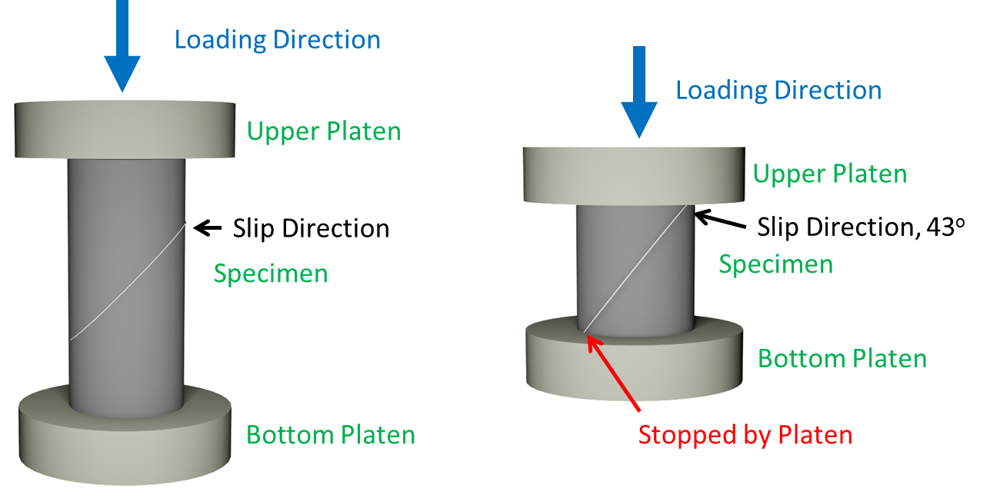 Loading Direction
Upper Platen
Slip Direction
Specimen
Bottom Platen
Loading Direction
Upper Platen
Slip Direction, 43º
Specimen
Bottom Platen
Stopped by Platen